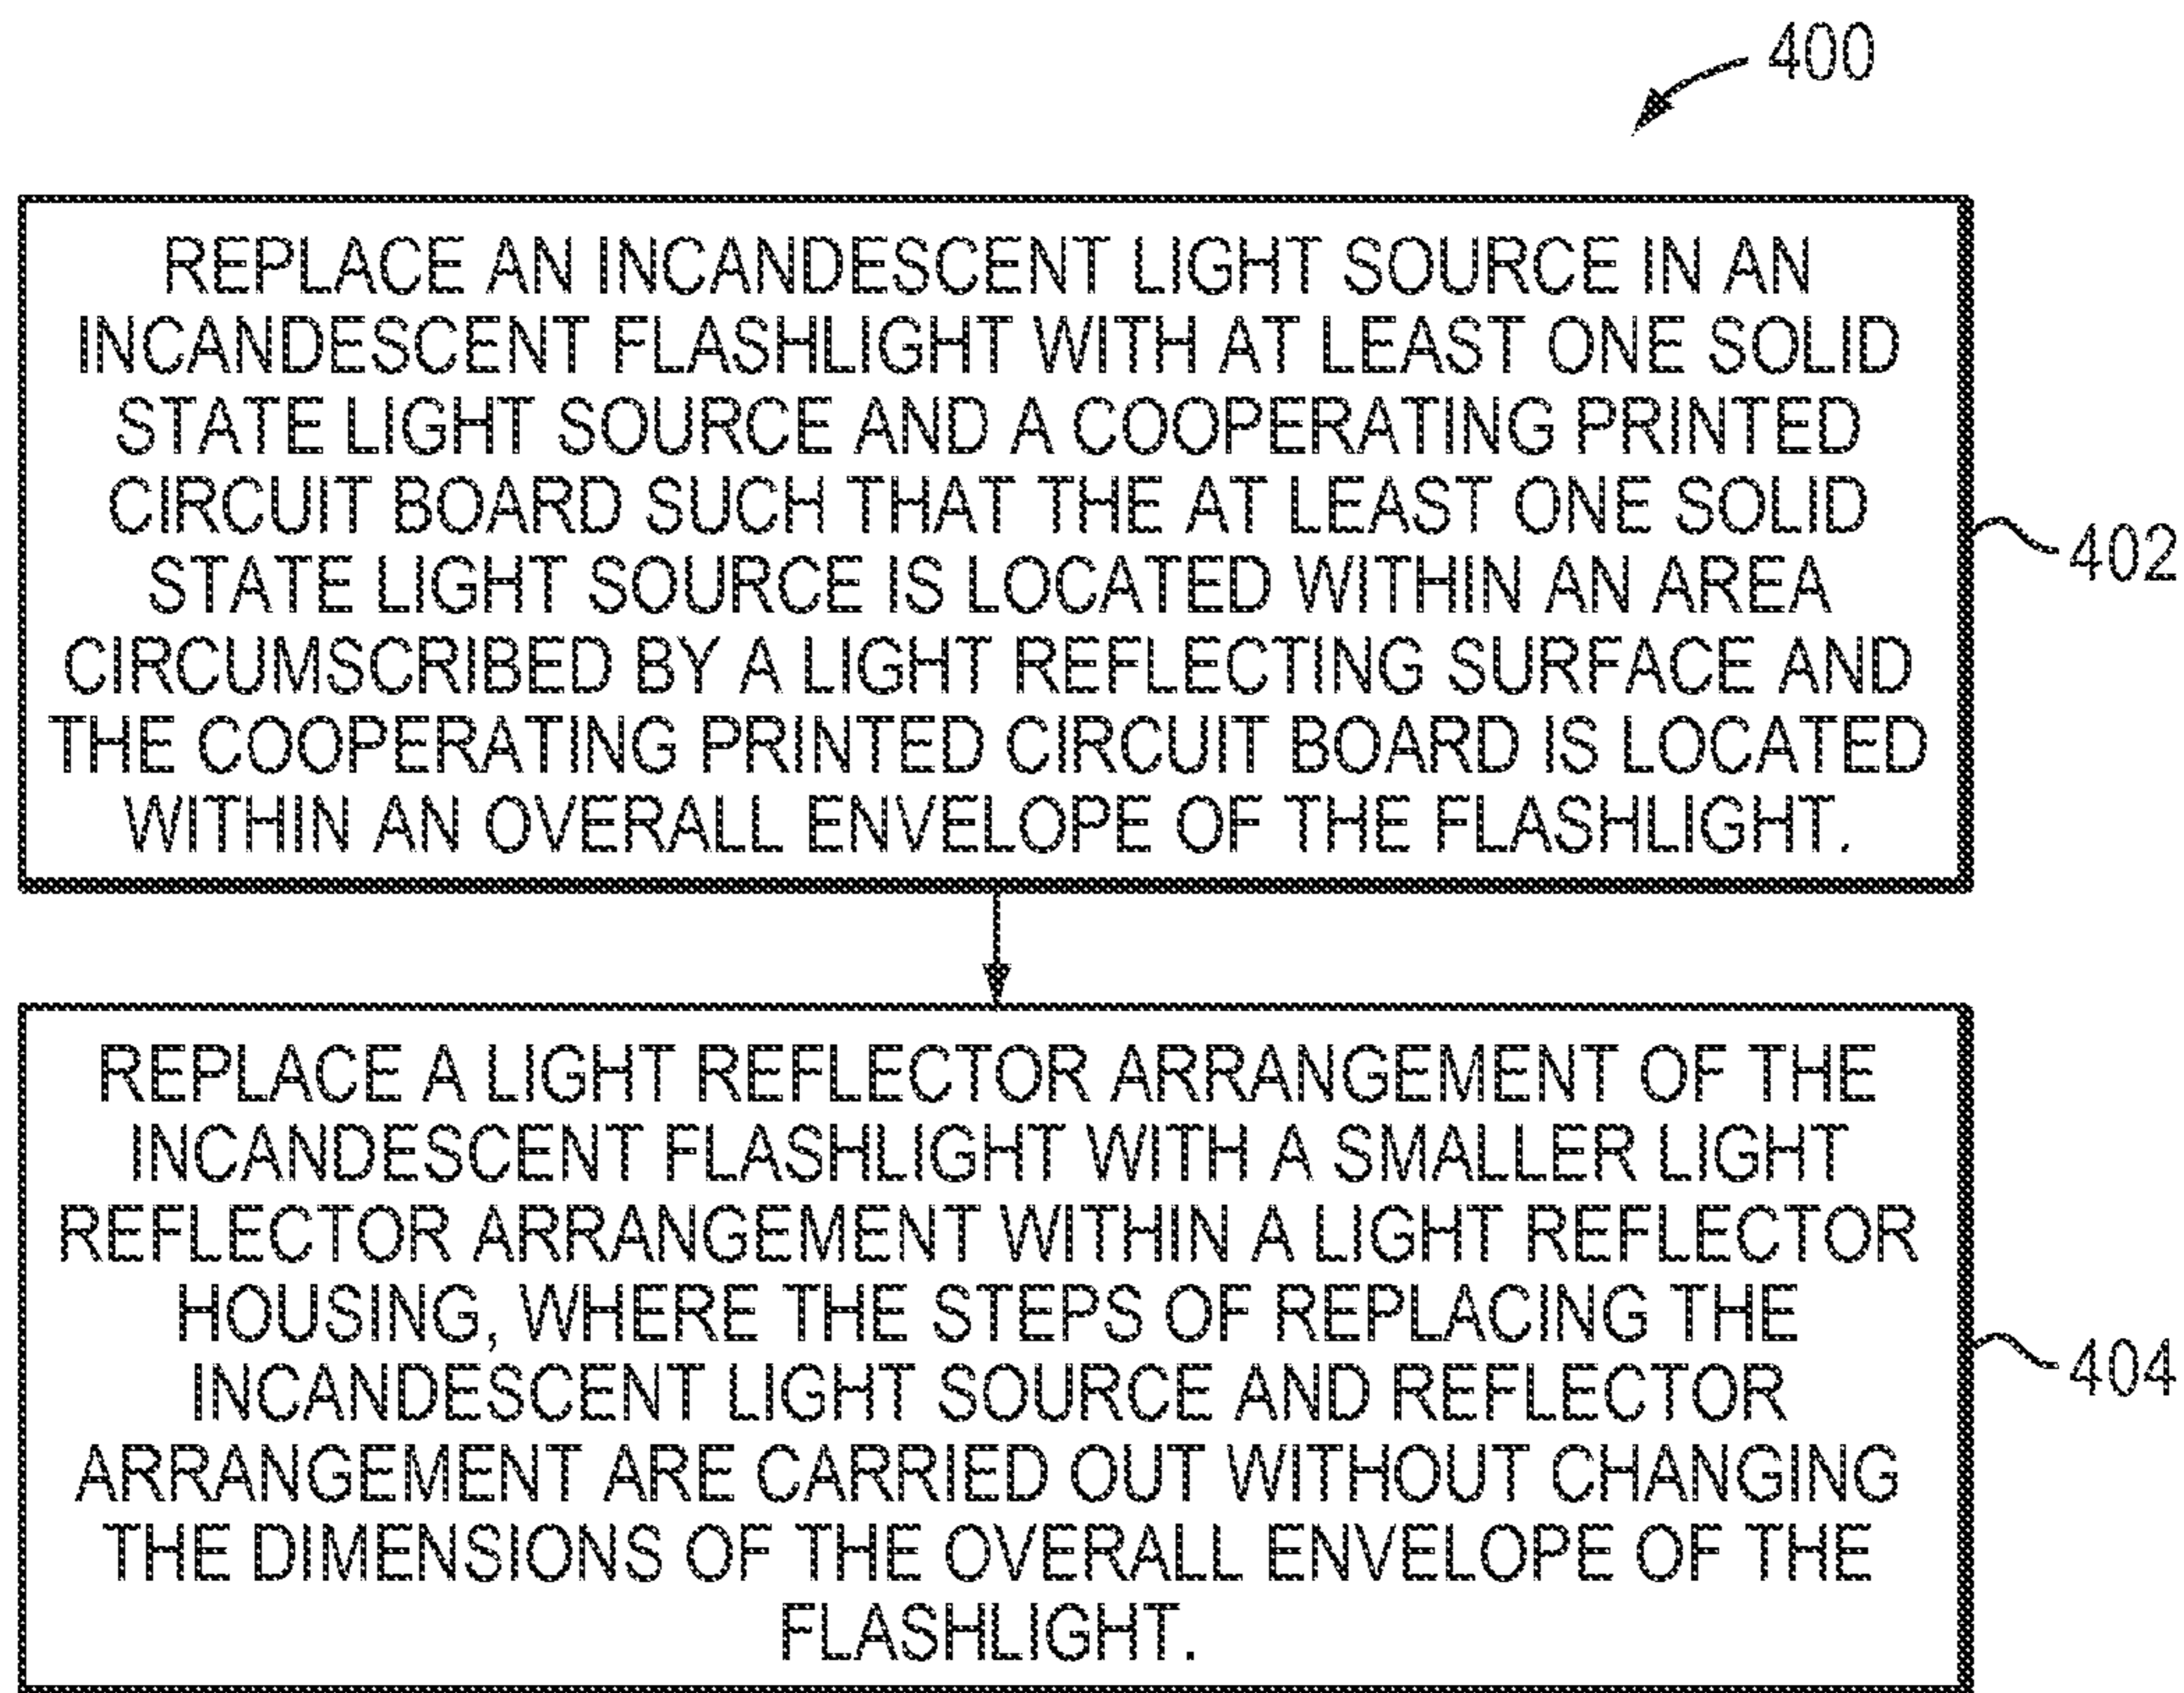 400
REPLACE AN INCANDESCENT LIGHT SOURCE IN AN
INCANDESCENT FLASHLIGHT WITH AT LEAST ONE SOLID
STATE LIGHT SOURCE AND A COOPERATING PRINTED
CIRCUIT BOARD SUCH THAT THE AT LEAST ONE SOLID
STATE LIGHT SOURCE IS LOCATED WITHIN AN AREA
CIRCUMSCRIBED BY A LIGHT REFLECTING SURFACE AND
THE COOPERATING PRINTED CIRCUIT BOARD IS LOCATED
WITHIN AN OVERALL ENVELOPE OF THE FLASHLIGHT.
402
REPLACE A LIGHT REFLECTOR ARRANGEMENT OF THE
INCANDESCENT FLASHLIGHT WITH A SMALLER LIGHT
REFLECTOR ARRANGEMENT WITHIN A LIGHT REFLECTOR
HOUSING, WHERE THE STEPS OF REPLACING THE
INCANDESCENT LIGHT SOURCE AND REFLECTOR
ARRANGEMENT ARE CARRIED OUT WITHOUT CHANGING
THE DIMENSIONS OF THE OVERALL ENVELOPE OF THE
FLASHLIGHT.
404